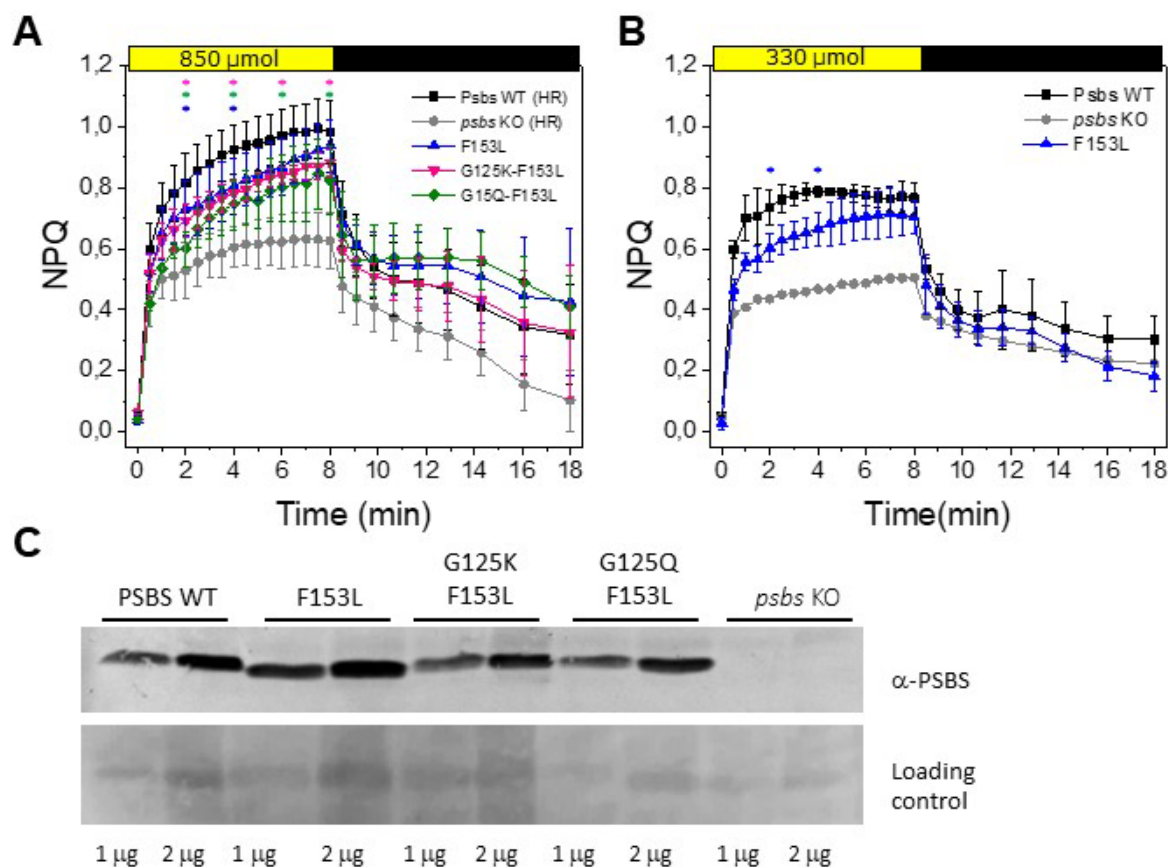 A
850 µmol
1,2
1,0
0,8
0,6
0,4
0,2
0,0
NPQ
Psbs WT (HR)
psbs KO (HR)
F153L
G125K-F153L
G15Q-F153L
0 2 4 6 8 10 12 14 16 18
Time (min)
B
330 µmol
1,2
1,0
0,8
0,6
0,4
0,2
0,0
NPQ
Psbs WT
psbs KO
F153L
0 2 4 6 8 10 12 14 16 18
Time(min)
C
PSBS WT
F153L
G125K
F153L
G125Q
F153L
psbs KO
α-PSBS
Loading
control
1 µg 2 µg 1 µg 2 µg 1 µg 2 µg 1 µg 2 µg 1 µg 2 µg